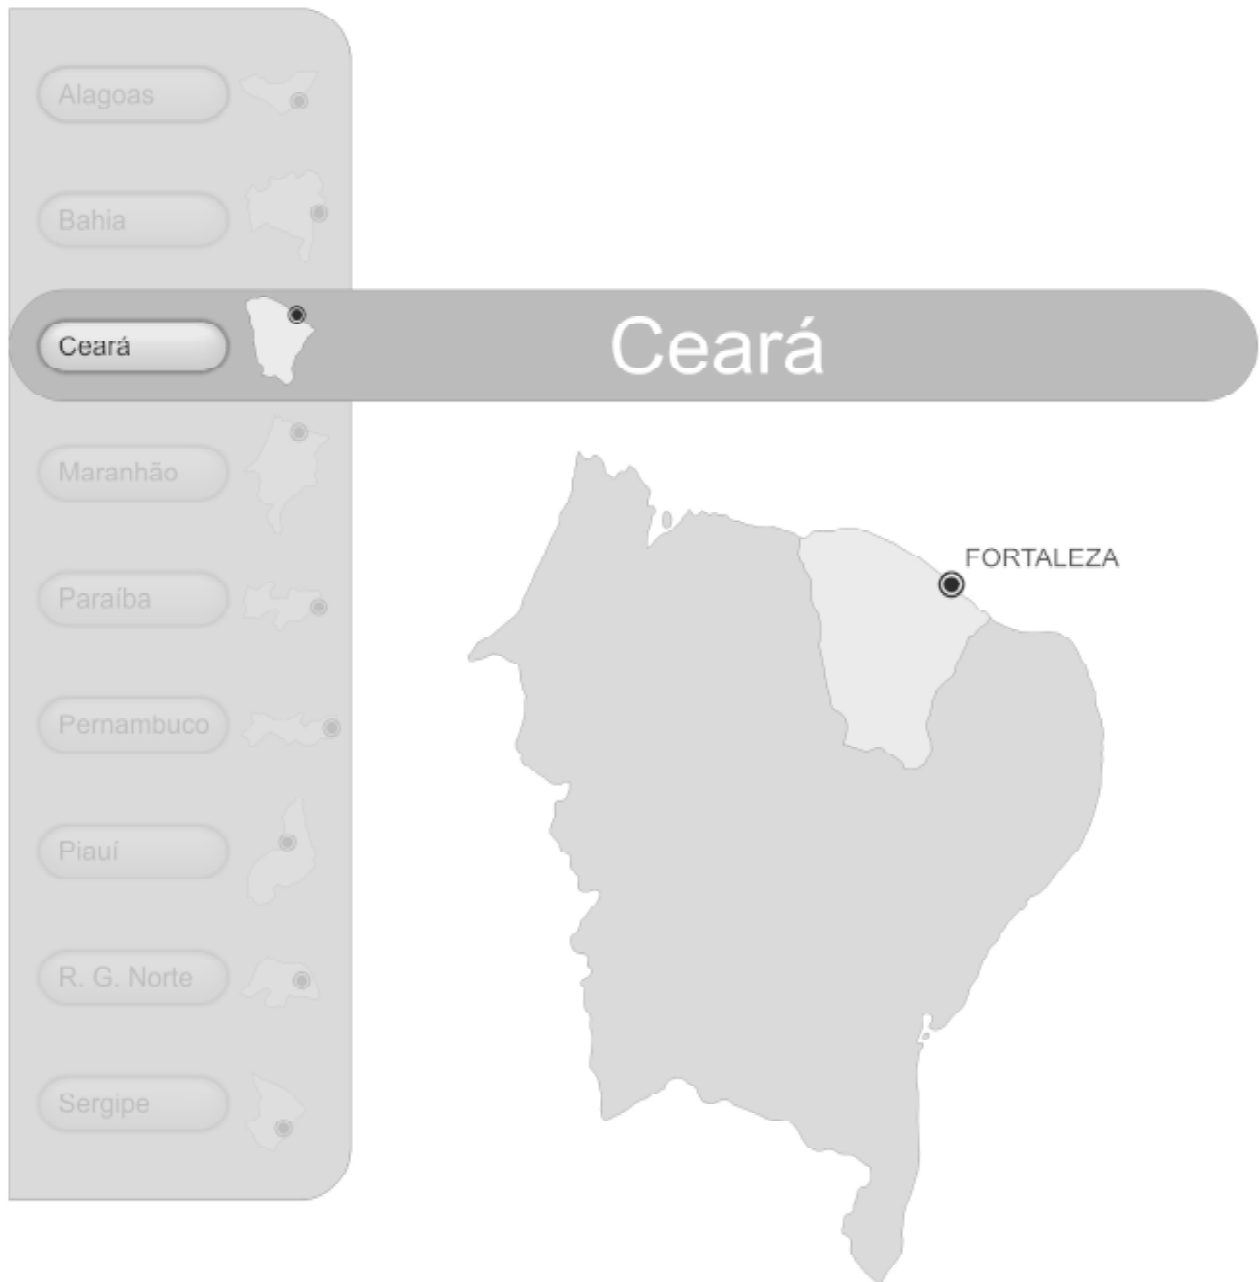 Alagoas
Bahia
Ceará
Ceará
Maranhão
FORTALEZA
Paraíba
Pernambuco
Piauí
R. G. Norte
Sergipe